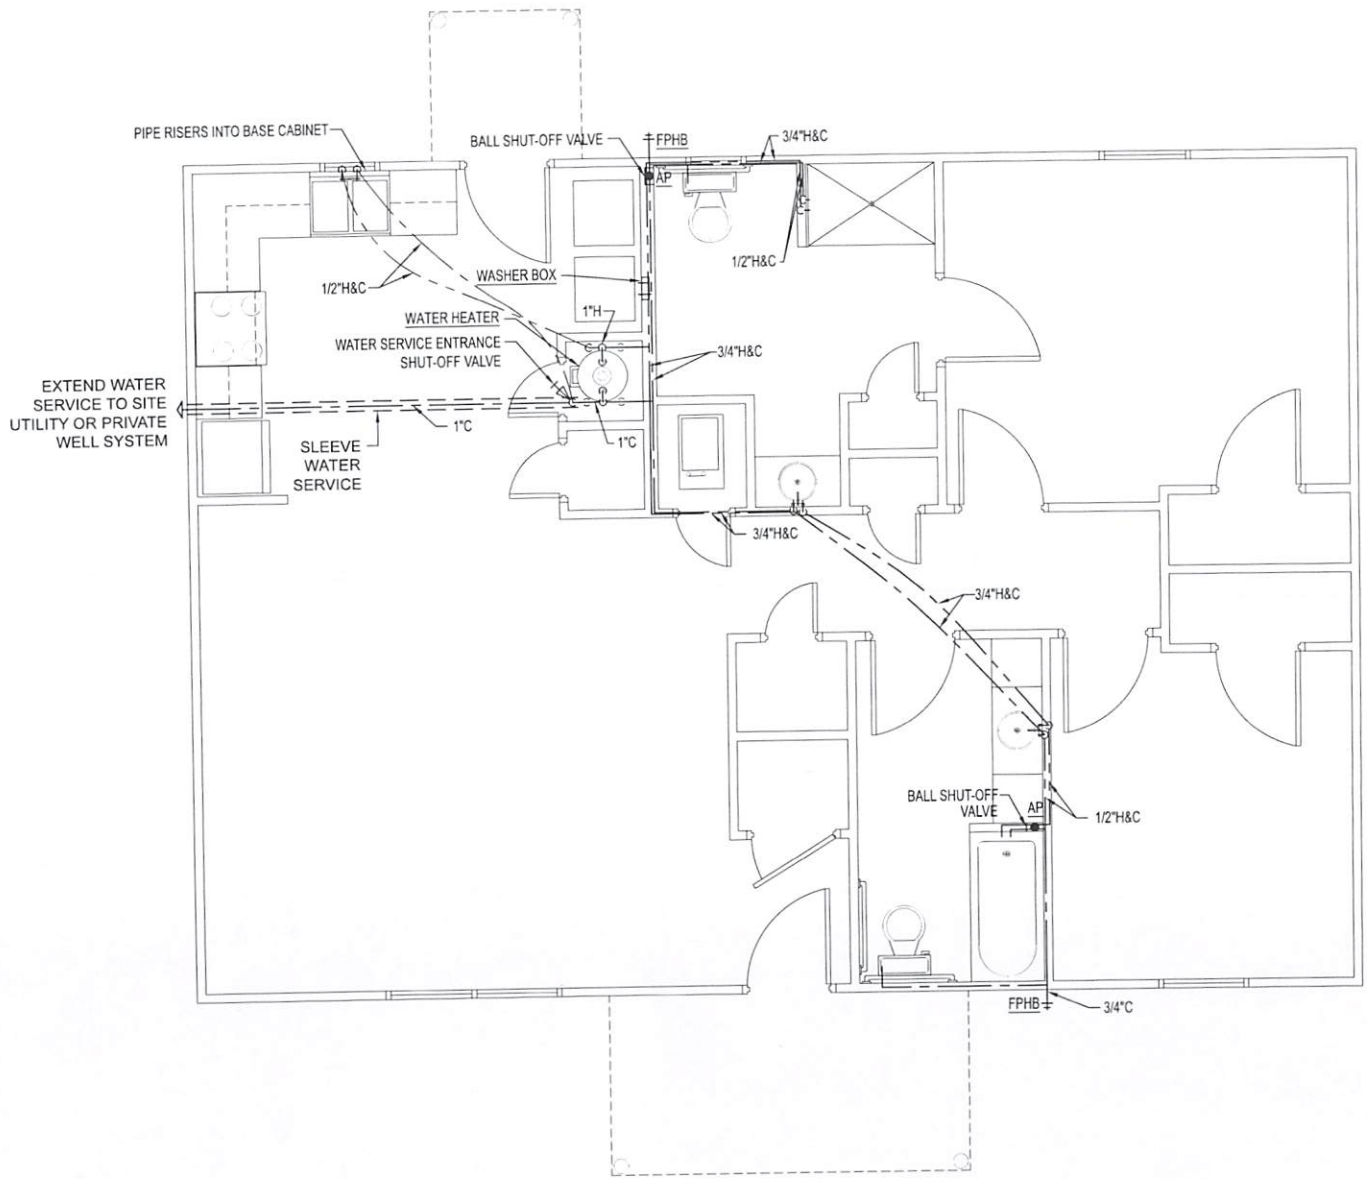 PIPE RISERS INTO BASE CABINET
BALL SHUT-OFF VALVE
FPHB
3/4"H&C
AP
1/2"H&C
1/2"H&C
WASHER BOX
1"H
WATER HEATER
WATER SERVICE ENTRANCE
SHUT-OFF VALVE
3/4"H&C
EXTEND WATER
SERVICE TO SITE
UTILITY OR PRIVATE
WELL SYSTEM
1"C
1"C
SLEEVE
WATER
SERVICE
3/4"H&C
3/4"H&C
BALL SHUT-OFF
VALVE
AP
1/2"H&C
FPHB
3/4"C